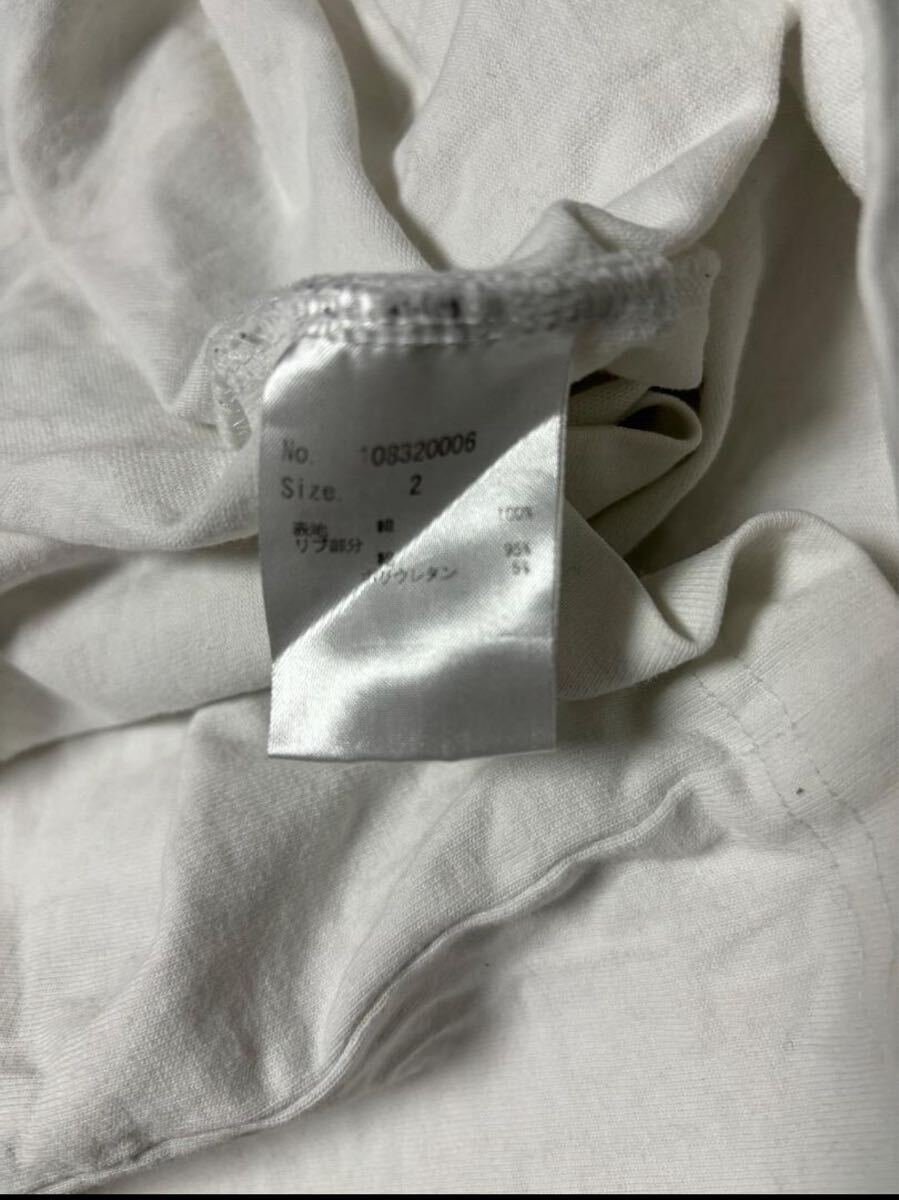 No. 108320006
Size. 2
表地 綿 100%
リブ部分
綿 95%
ポリウレタン 5%